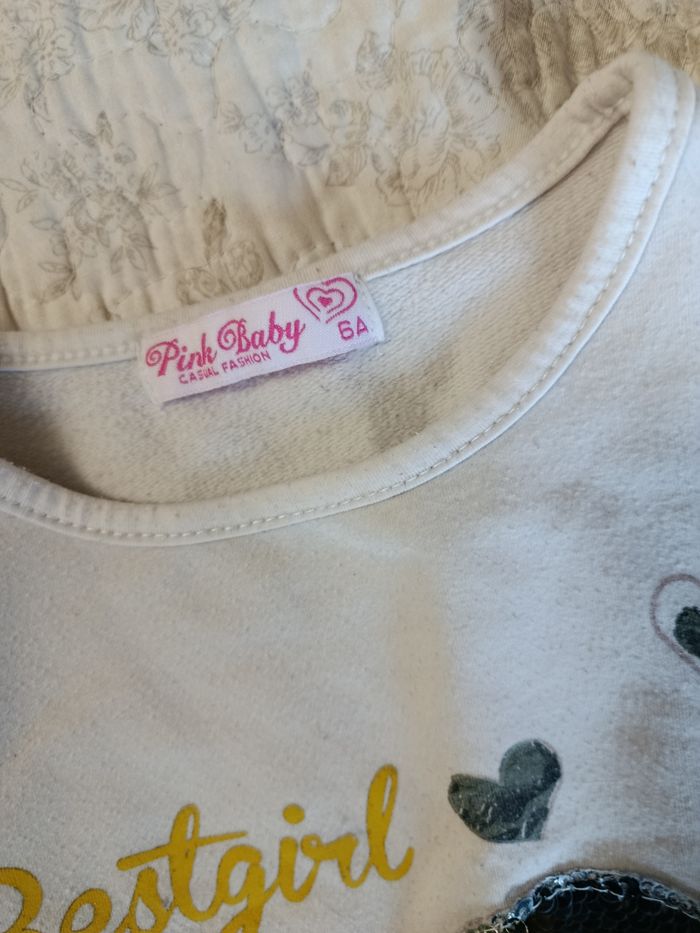 Pink Baby
CASUAL FASHION
6A
Bestgirl